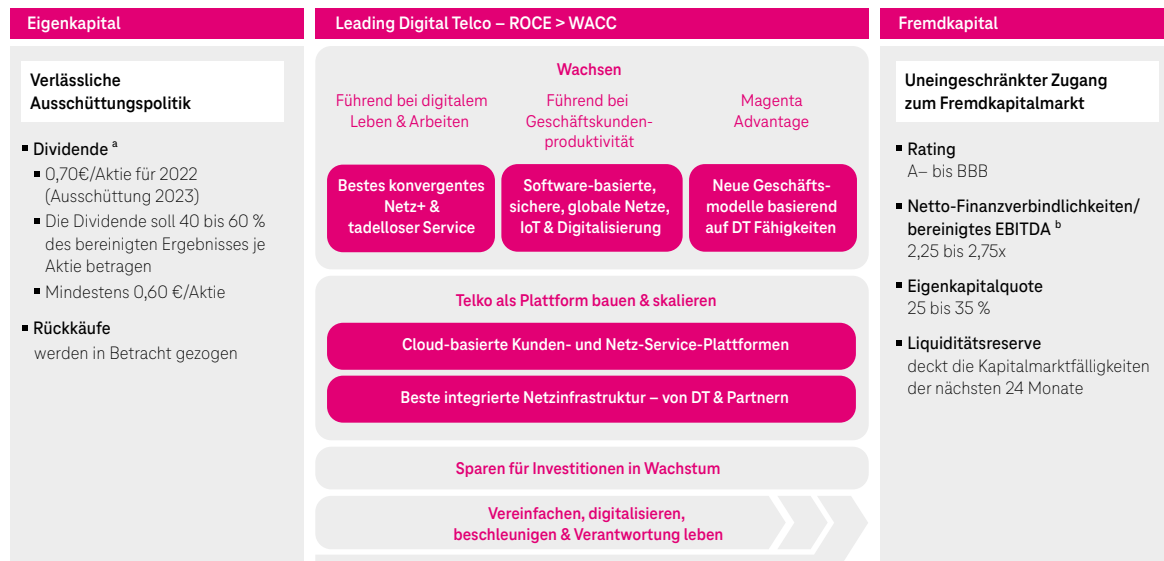 Eigenkapital
Verlässliche
Ausschüttungspolitik
Dividende a
0,70€/Aktie für 2022
(Ausschüttung 2023)
Die Dividende soll 40 bis 60 %
des bereinigten Ergebnisses je
Aktie betragen
Mindestens 0,60 €/Aktie
Rückkäufe
werden in Betracht gezogen
Leading Digital Telco – ROCE > WACC
Wachsen
Führend bei digitalem
Leben & Arbeiten
Führend bei
Geschäftskunden-
produktivität
Magenta
Advantage
Bestes konvergentes
Netz+ &
tadelloser Service
Software-basierte,
sichere, globale Netze,
IoT & Digitalisierung
Neue Geschäfts-
modelle basierend
auf DT Fähigkeiten
Telko als Plattform bauen & skalieren
Cloud-basierte Kunden- und Netz-Service-Plattformen
Beste integrierte Netzinfrastruktur – von DT & Partnern
Sparen für Investitionen in Wachstum
Vereinfachen, digitalisieren,
beschleunigen & Verantwortung leben
Fremdkapital
Uneingeschränkter Zugang
zum Fremdkapitalmarkt
Rating
A– bis BBB
Netto-Finanzverbindlichkeiten/
bereinigtes EBITDA b
2,25 bis 2,75x
Eigenkapitalquote
25 bis 35 %
Liquiditätsreserve
deckt die Kapitalmarktfälligkeiten
der nächsten 24 Monate